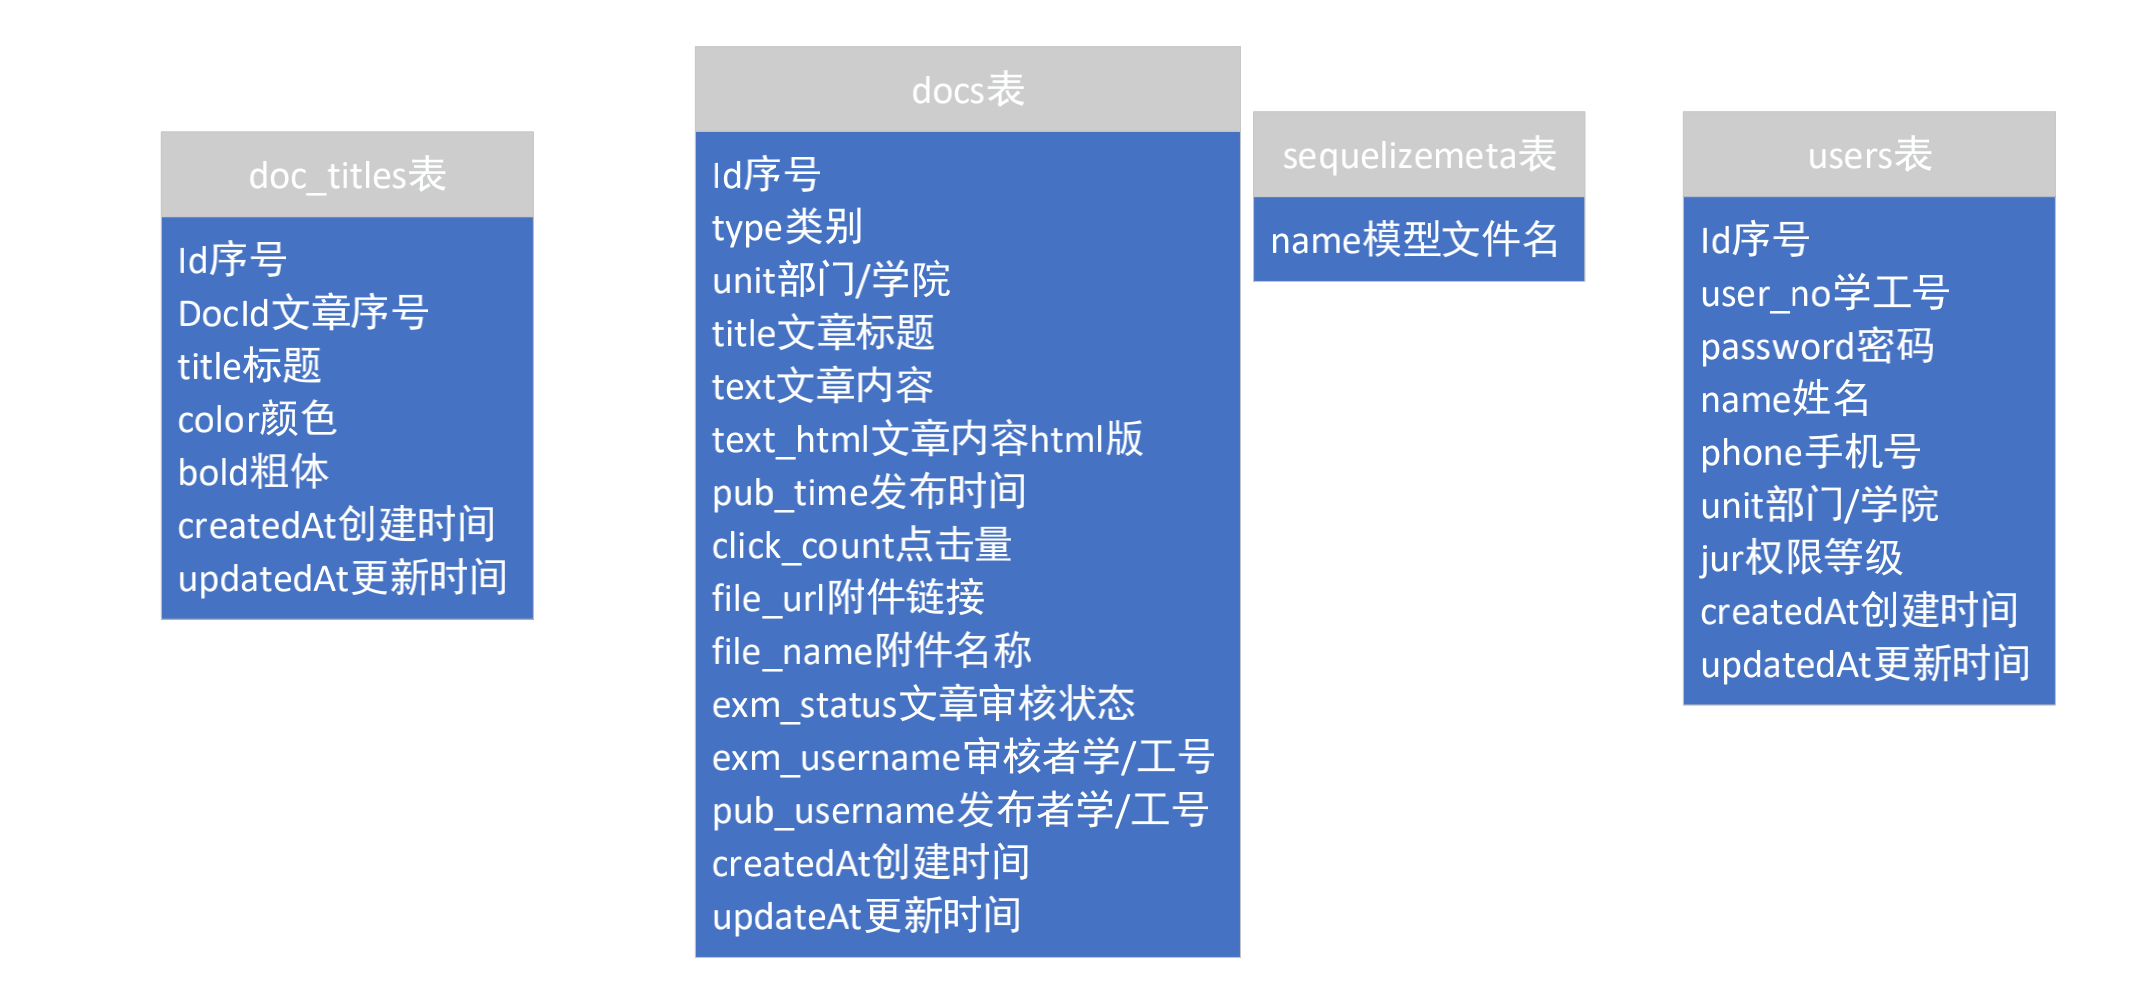 doc_titles表
Id序号
DocId文章序号
title标题
color颜色
bold粗体
createdAt创建时间
updatedAt更新时间
docs表
Id序号
type类别
unit部门/学院
title文章标题
text文章内容
text_html文章内容html版
pub_time发布时间
click_count点击量
file_url附件链接
file_name附件名称
exm_status文章审核状态
exm_username审核者学/工号
pub_username发布者学/工号
createdAt创建时间
updateAt更新时间
sequelizemeta表
name模型文件名
users表
Id序号
user_no学工号
password密码
name姓名
phone手机号
unit部门/学院
jur权限等级
createdAt创建时间
updatedAt更新时间